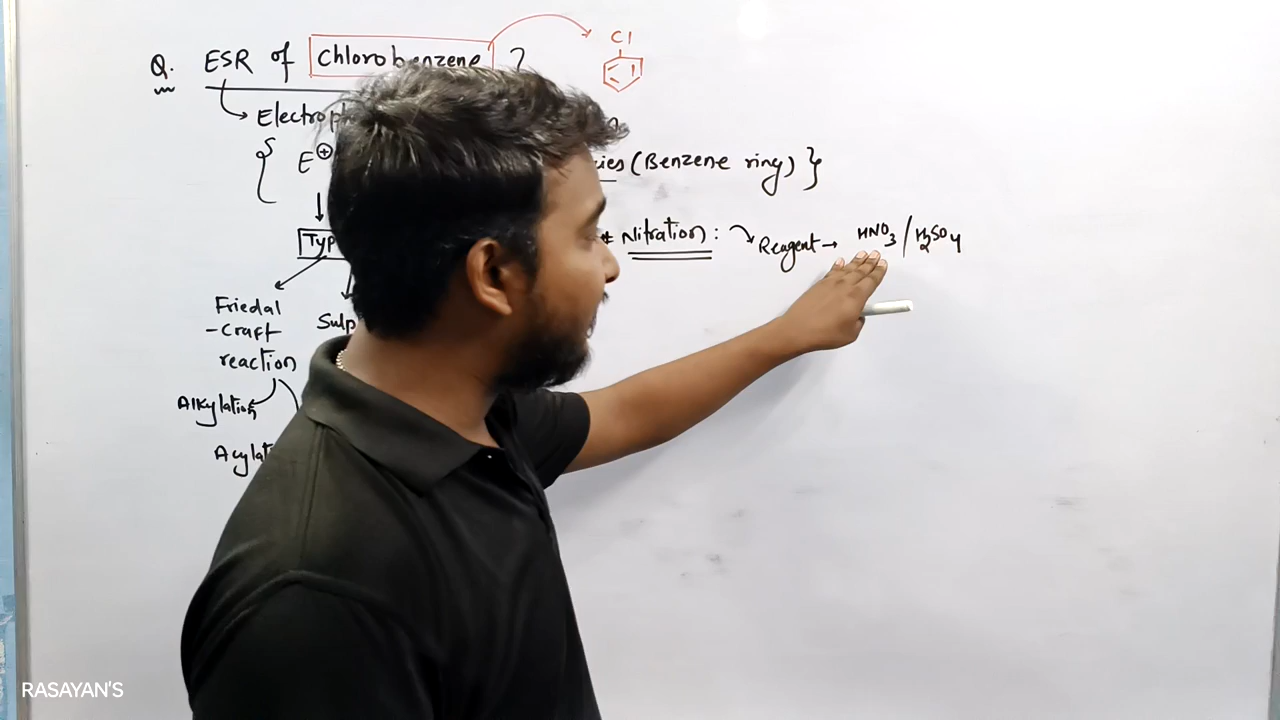 Q. ESR of Chlorobenzene ?
Cl
Electrop
E⊕ cies (Benzene ring) }
Typ
* Nitration : Reagent → HNO3 / H2SO4
Friedal
-Craft
reaction
Sulp
Alkylation
Acylat
RASAYAN'S